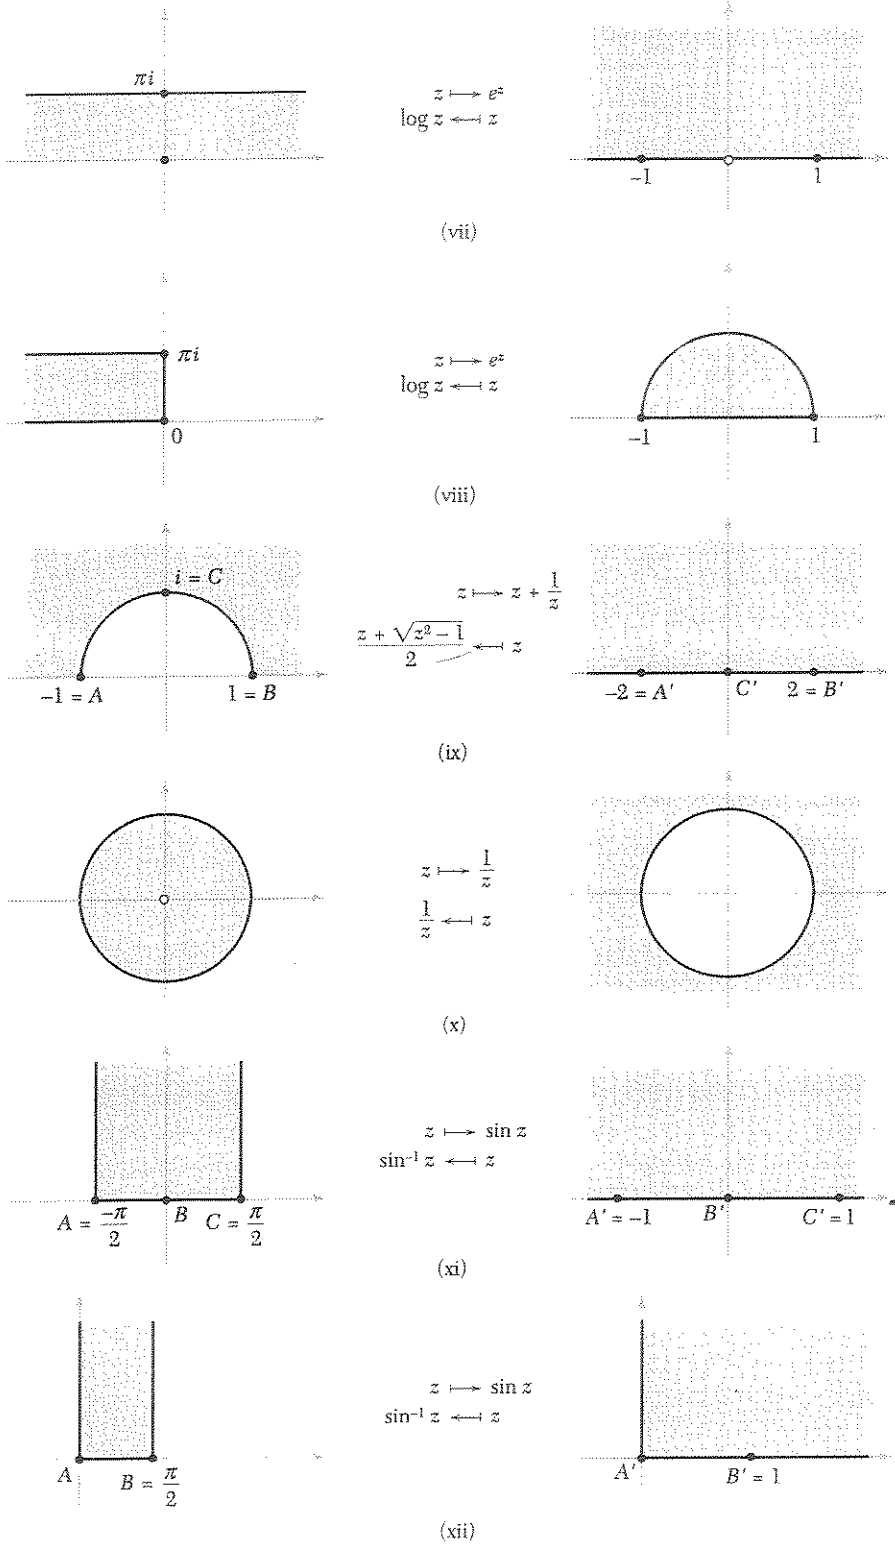 πi
z ⟼ e^z
log z ⟻ z
−1 1
(vii)
πi
0
z ⟼ e^z
log z ⟻ z
−1 1
(viii)
i = C
−1 = A 1 = B
z ⟼ z + 1/z
(z + √(z² − 1))/2 ⟻ z
−2 = A′ C′ 2 = B′
(ix)
z ⟼ 1/z
1/z ⟻ z
(x)
A = −π/2 B C = π/2
z ⟼ sin z
sin⁻¹ z ⟻ z
A′ = −1 B′ C′ = 1
(xi)
A B = π/2
z ⟼ sin z
sin⁻¹ z ⟻ z
A′ B′ = 1
(xii)